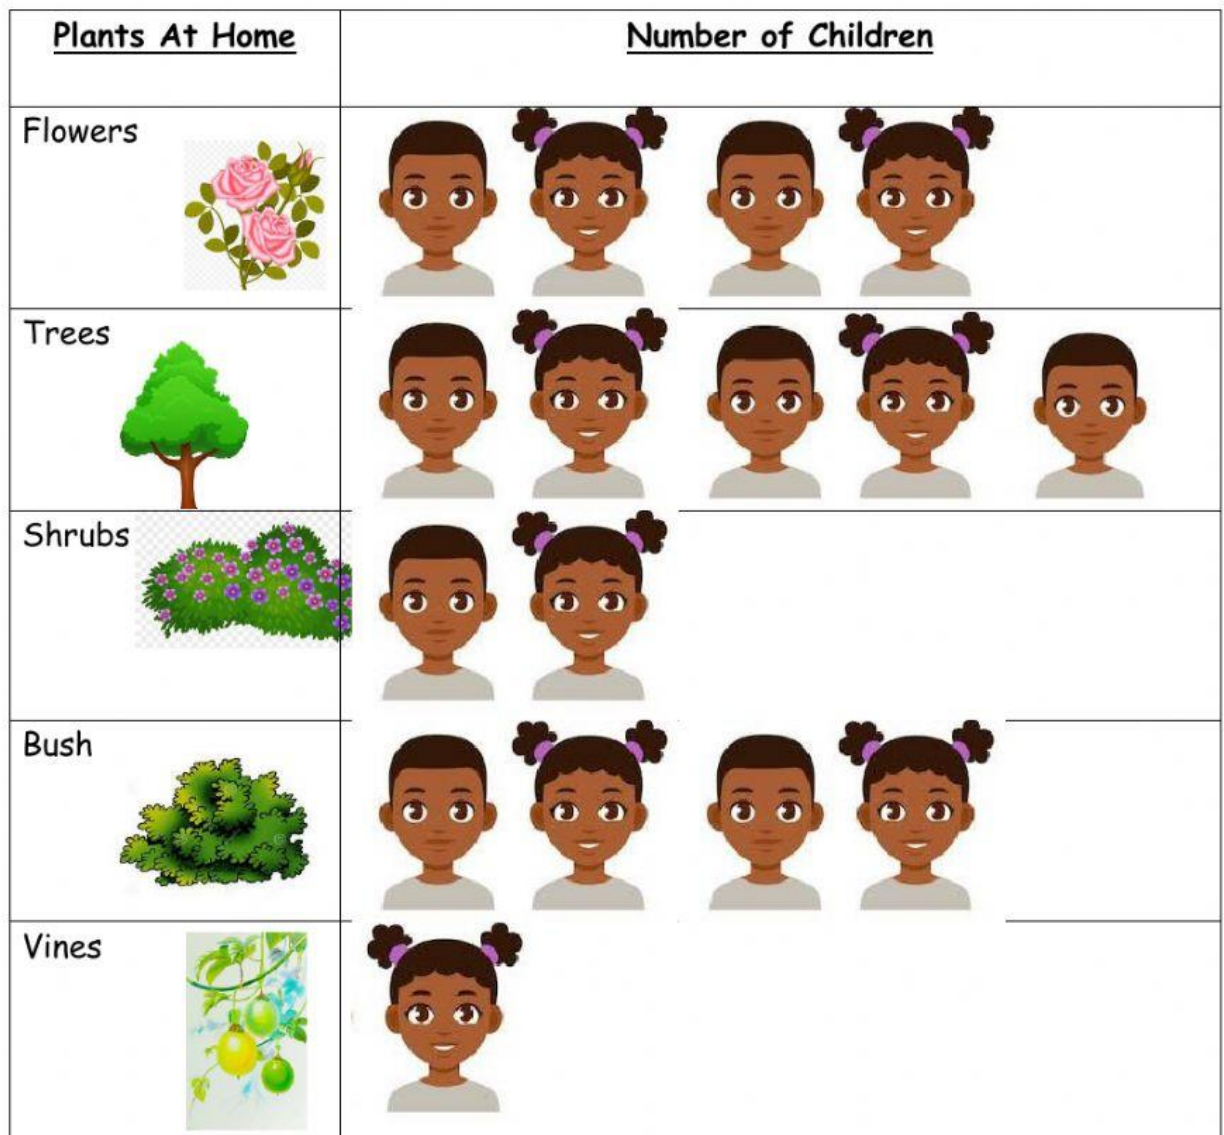 Plants At Home
Number of Children
Flowers
Trees
Shrubs
Bush
Vines